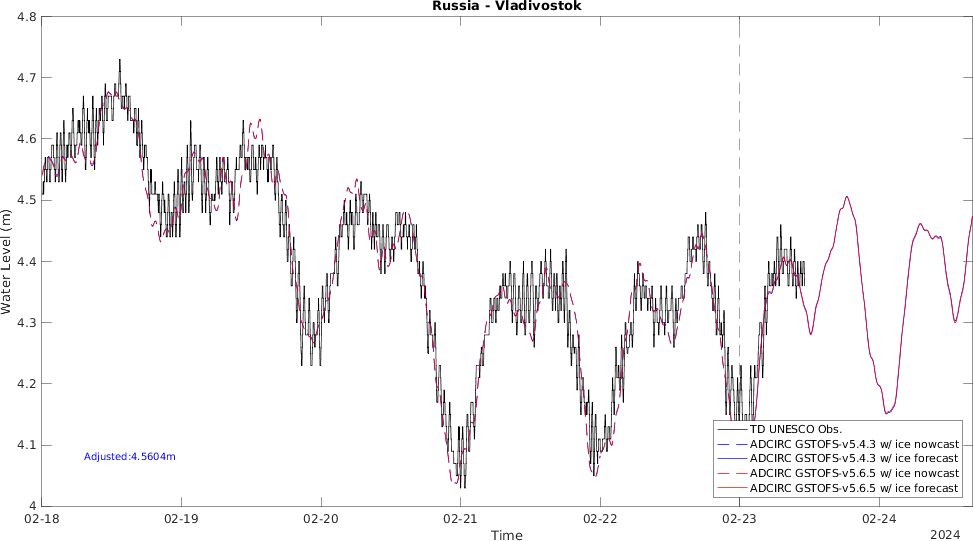 Russia - Vladivostok
4.8
4.7
4.6
4.5
4.4
4.3
4.2
4.1
4
Water Level (m)
Adjusted:4.5604m
TD UNESCO Obs.
ADCIRC GSTOFS-v5.4.3 w/ ice nowcast
ADCIRC GSTOFS-v5.4.3 w/ ice forecast
ADCIRC GSTOFS-v5.6.5 w/ ice nowcast
ADCIRC GSTOFS-v5.6.5 w/ ice forecast
02-18 02-19 02-20 02-21 02-22 02-23 02-24
Time
2024